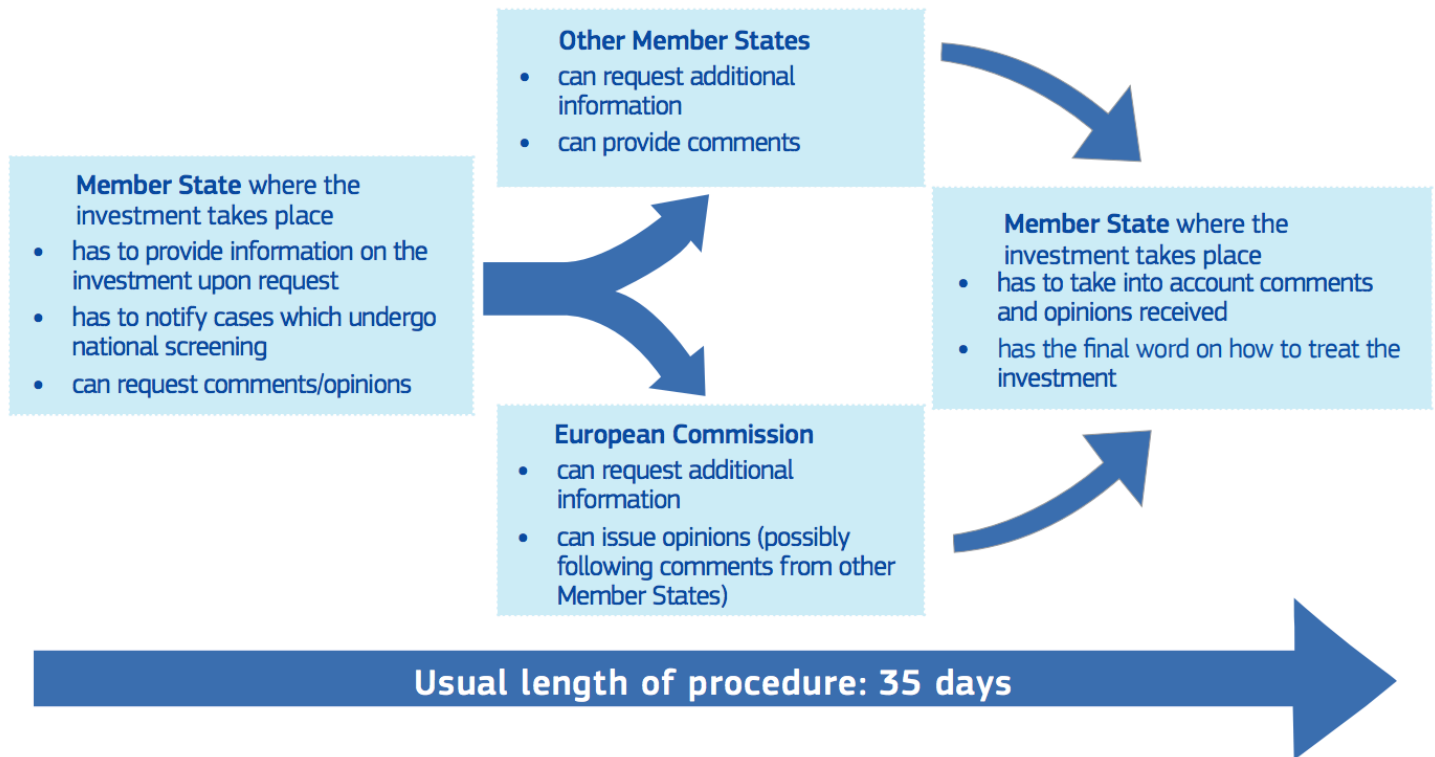 Member State where the
investment takes place
• has to provide information on the
investment upon request
• has to notify cases which undergo
national screening
• can request comments/opinions
Other Member States
• can request additional
information
• can provide comments
European Commission
• can request additional
information
• can issue opinions (possibly
following comments from other
Member States)
Member State where the
investment takes place
• has to take into account comments
and opinions received
• has the final word on how to treat the
investment
Usual length of procedure: 35 days